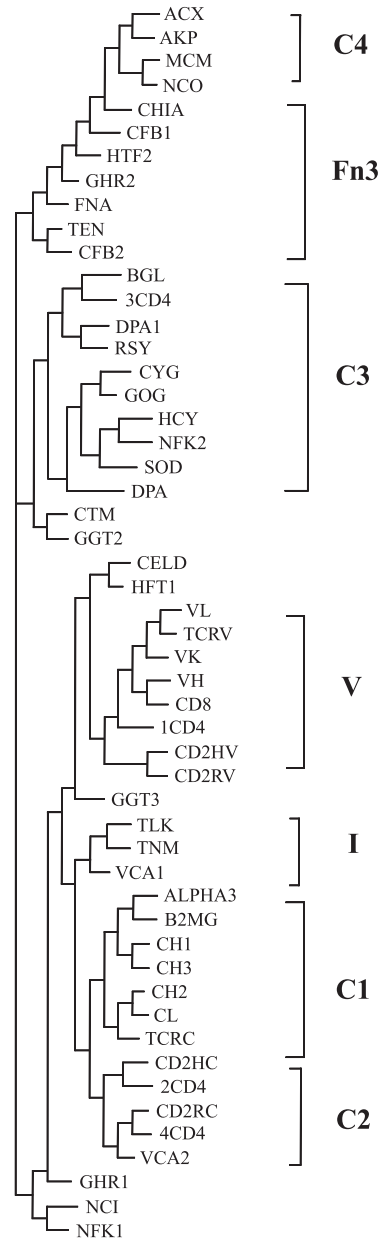 ACX
AKP
C4
MCM
NCO
CHIA
CFB1
HTF2
Fn3
GHR2
FNA
TEN
CFB2
BGL
3CD4
DPA1
RSY
CYG
C3
GOG
HCY
NFK2
SOD
DPA
CTM
GGT2
CELD
HFT1
VL
TCRV
VK
VH
V
CD8
1CD4
CD2HV
CD2RV
GGT3
TLK
I
TNM
VCA1
ALPHA3
B2MG
CH1
CH3
CH2
C1
CL
TCRC
CD2HC
2CD4
CD2RC
C2
4CD4
VCA2
GHR1
NCI
NFK1